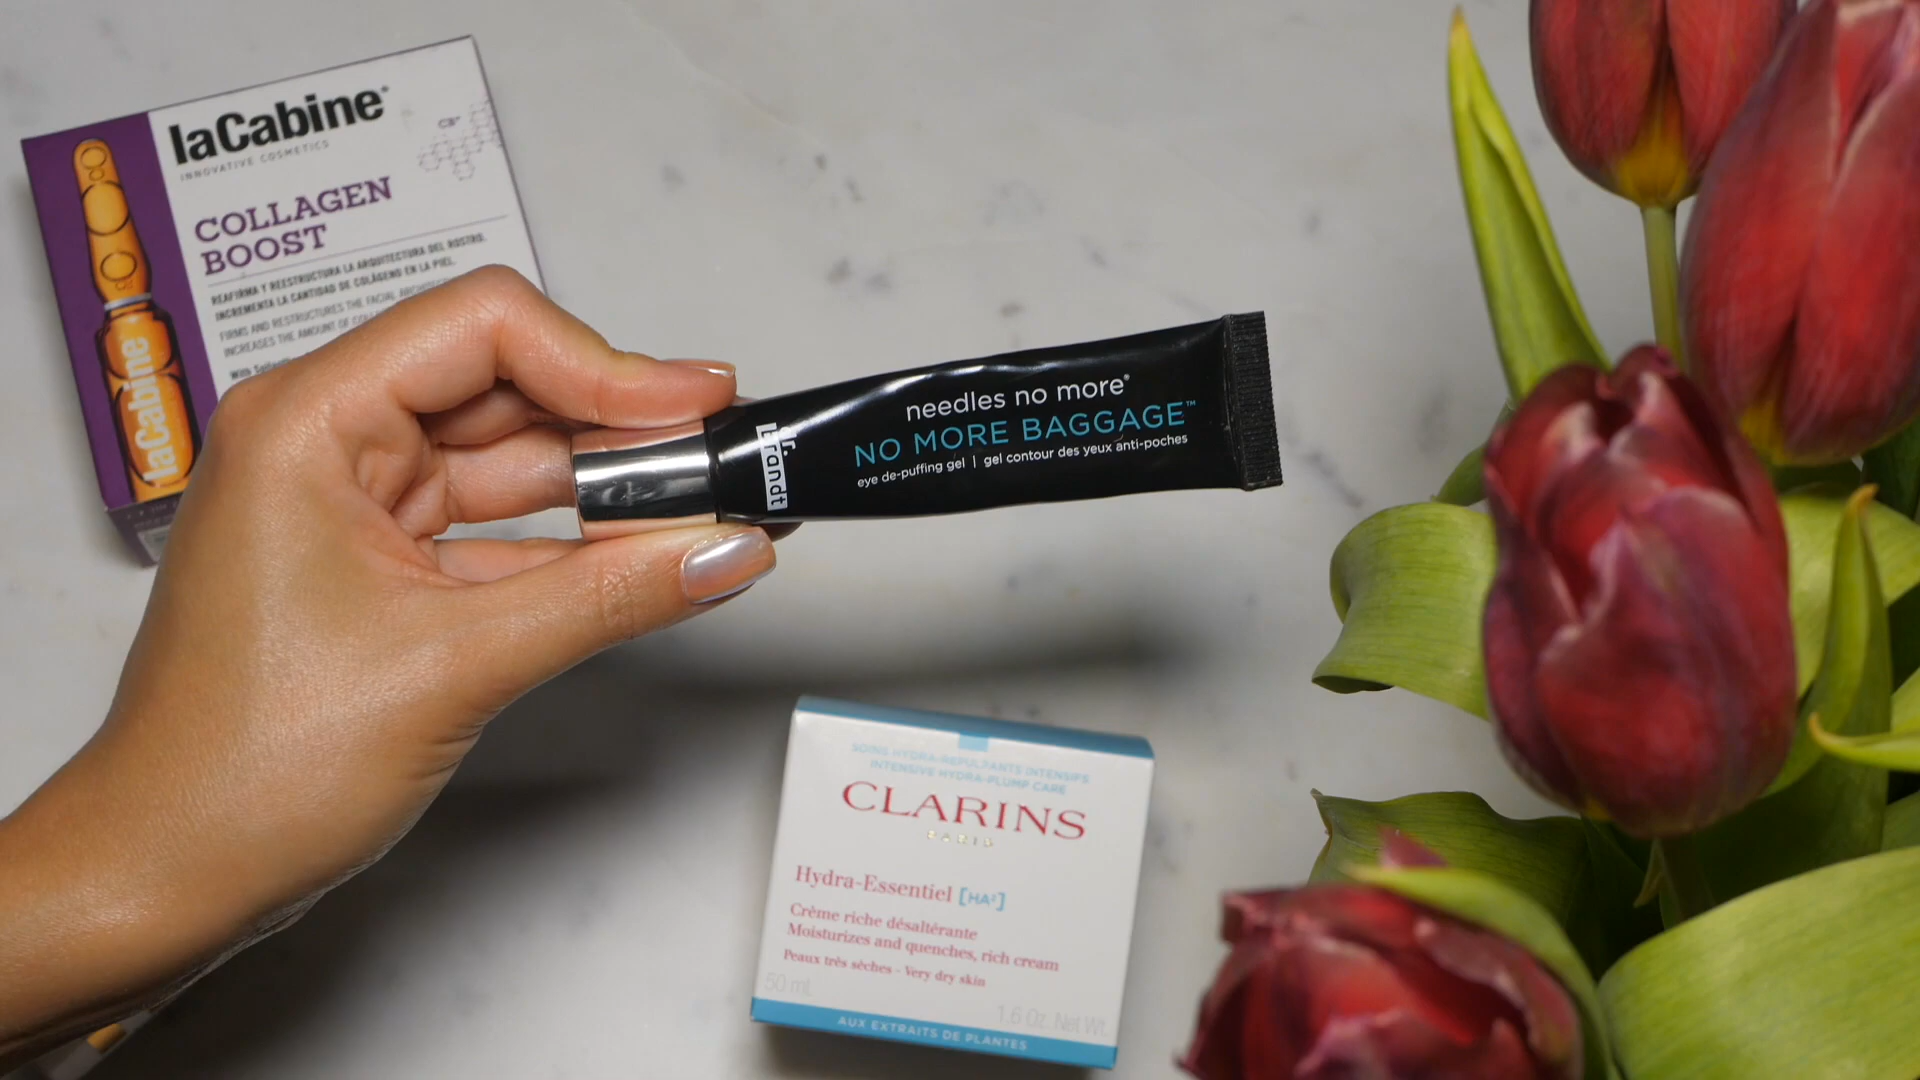 laCabine®
INNOVATIVE COSMETICS
COLLAGEN
BOOST
REAFIRMA Y REESTRUCTURA LA ARQUITECTURA DEL ROSTRO.
INCREMENTA LA CANTIDAD DE COLÁGENO EN LA PIEL.
FIRMS AND RESTRUCTURES THE FACIAL
INCREASES THE AMOUNT OF
With
laCabine
needles no more®
NO MORE BAGGAGE™
eye de-puffing gel | gel contour des yeux anti-poches
dr. brandt
SOINS HYDRA-REPULPANTS INTENSIFS
INTENSIVE HYDRA-PLUMP CARE
CLARINS
PARIS
Hydra-Essentiel [HA²]
Crème riche désaltérante
Moisturizes and quenches, rich cream
Peaux très sèches - Very dry skin
50 ml
1.6 Oz. Net Wt.
AUX EXTRAITS DE PLANTES